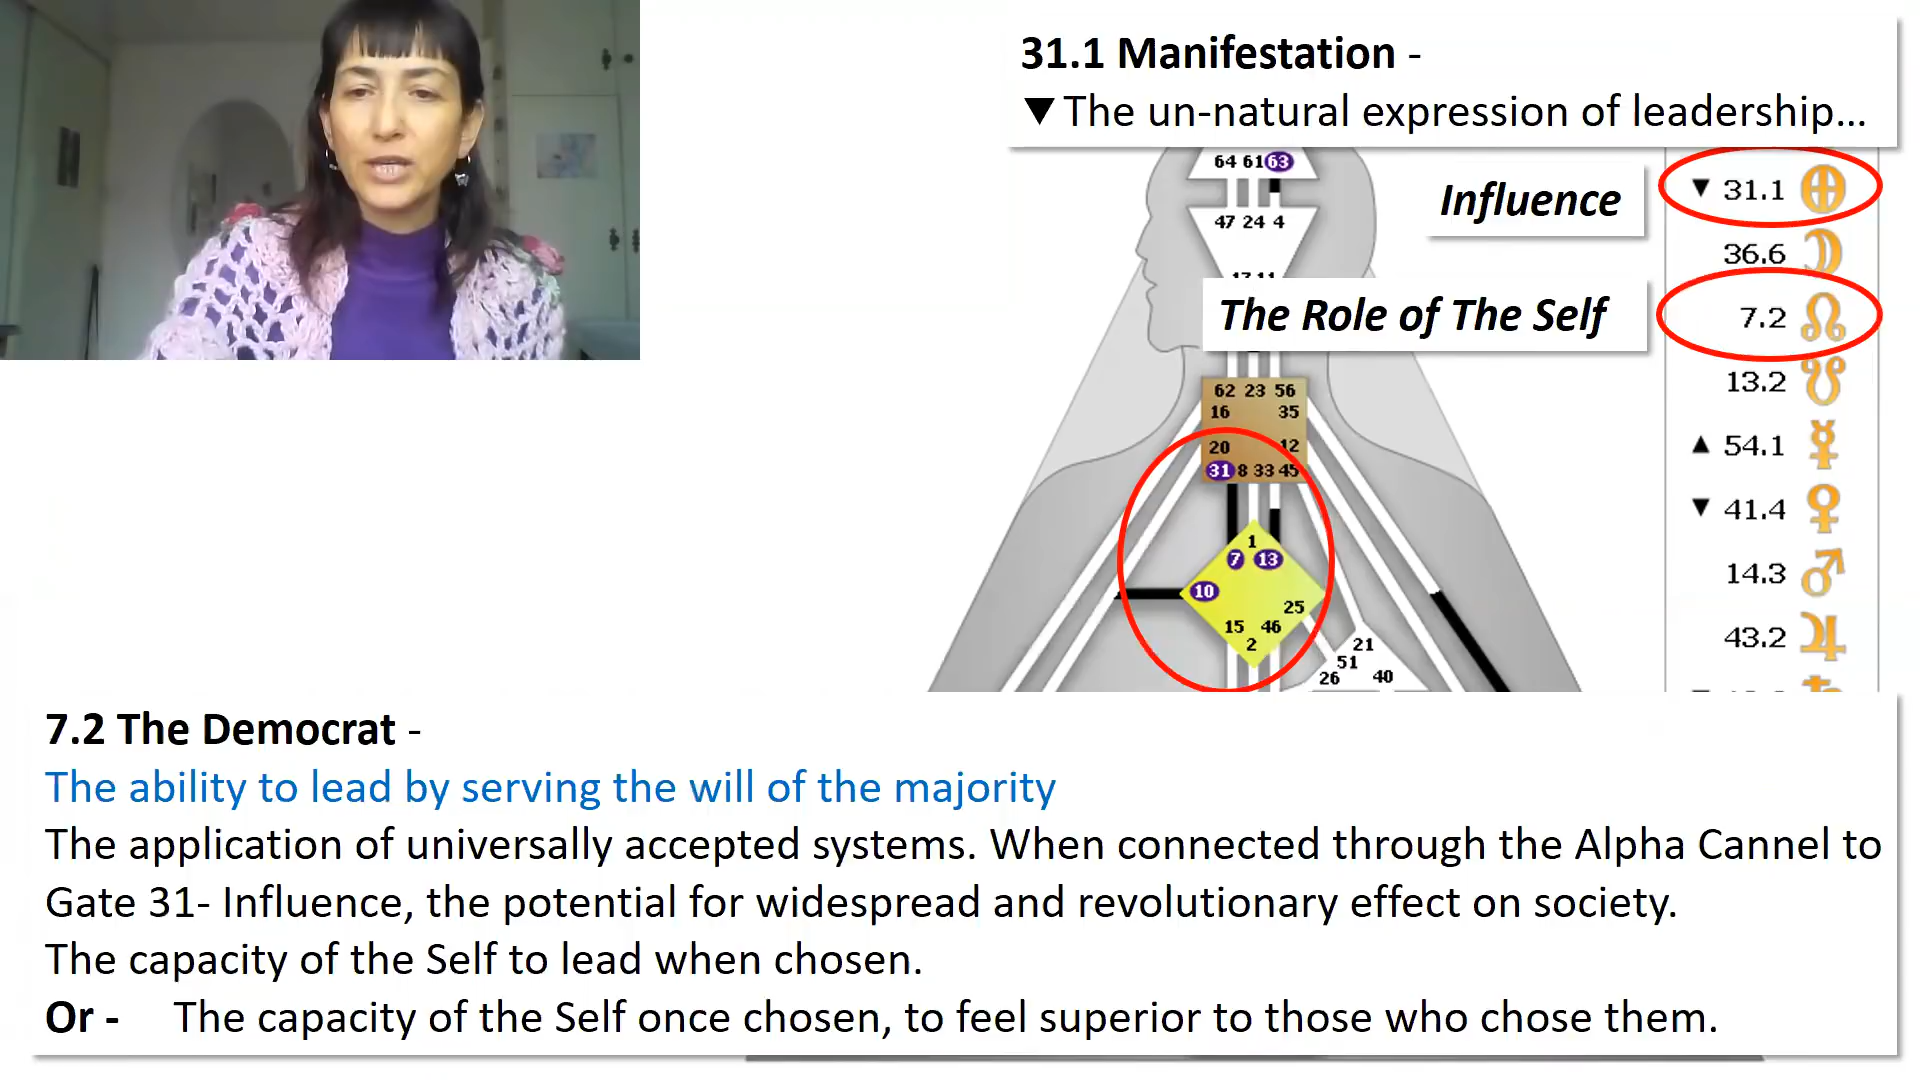 31.1 Manifestation -
▼ The un-natural expression of leadership...
64 61 63
Influence
▼ 31.1
47 24 4
36.6
17 11
The Role of The Self
7.2
62 23 56
13.2
16 35
20 12
▲ 54.1
31 8 33 45
▼ 41.4
1
7 13
14.3
10
25
15 46
43.2
2
21
51
26 40
7.2 The Democrat -
The ability to lead by serving the will of the majority
The application of universally accepted systems. When connected through the Alpha Cannel to
Gate 31- Influence, the potential for widespread and revolutionary effect on society.
The capacity of the Self to lead when chosen.
Or - The capacity of the Self once chosen, to feel superior to those who chose them.